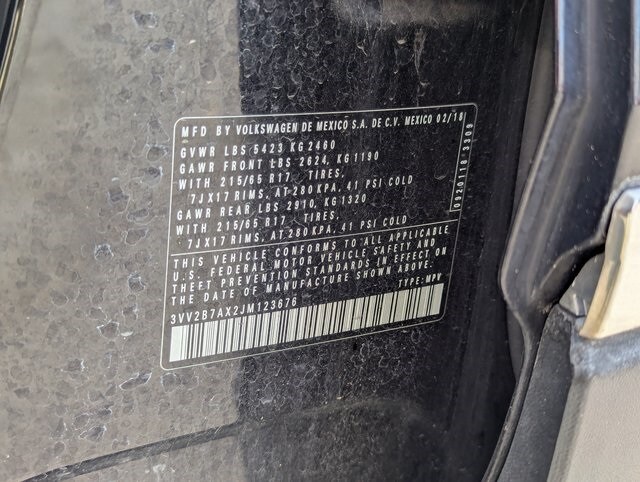 MFD BY VOLKSWAGEN DE MEXICO S.A. DE C.V. MEXICO 02/18
GVWR LBS 5423 KG 2460
GAWR FRONT LBS 2624, KG 1190
WITH 215/65 R17 TIRES.
7JX17 RIMS, AT 280 KPA, 41 PSI COLD
GAWR REAR LBS 2910, KG 1320
WITH 215/65 R17 TIRES.
7JX17 RIMS, AT 280 KPA, 41 PSI COLD
THIS VEHICLE CONFORMS TO ALL APPLICABLE
U.S. FEDERAL MOTOR VEHICLE SAFETY AND
THEFT PREVENTION STANDARDS IN EFFECT ON
THE DATE OF MANUFACTURE SHOWN ABOVE.
3VV2B7AX2JM123676 TYPE: MPV
0920118 3309